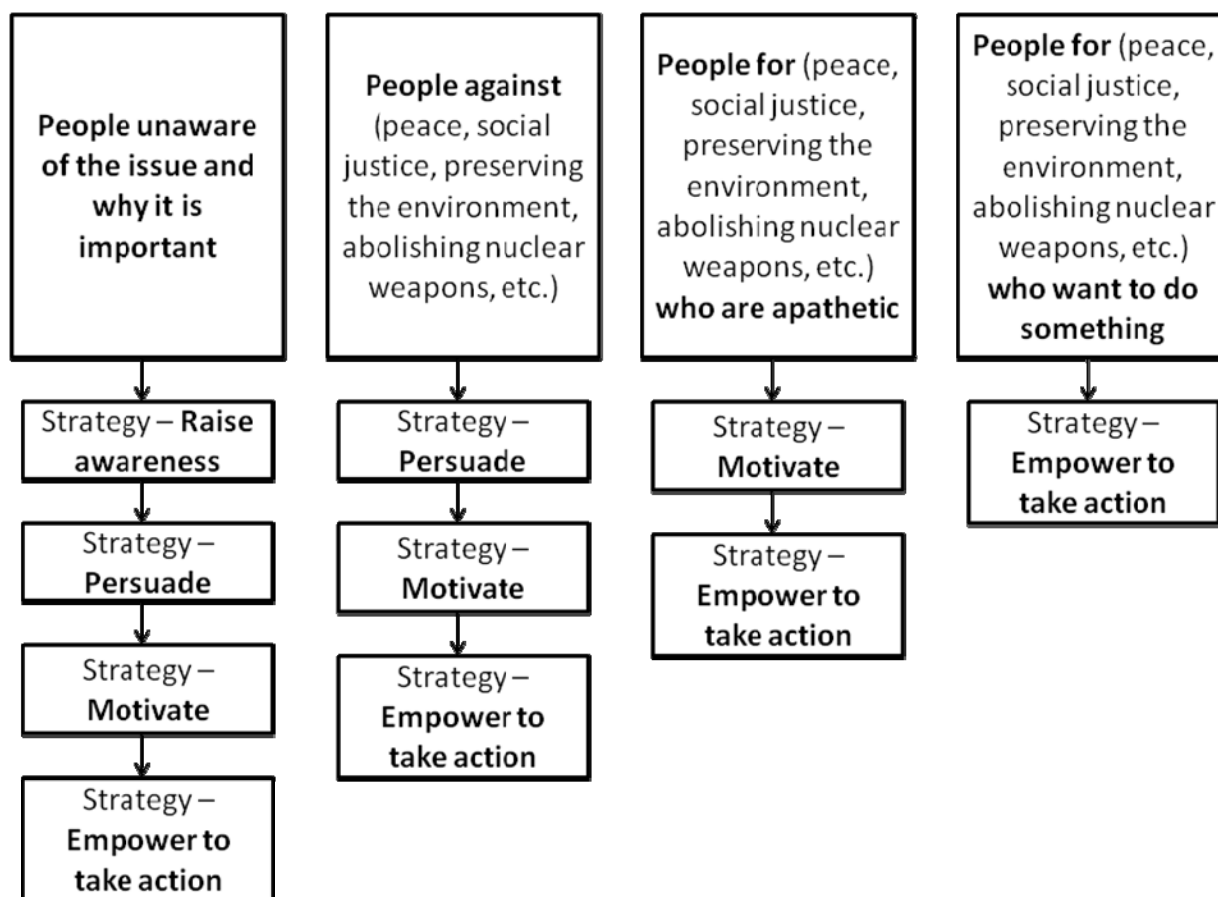 People unaware
of the issue and
why it is
important
Strategy – Raise
awareness
Strategy –
Persuade
Strategy –
Motivate
Strategy –
Empower to
take action
People against
(peace, social
justice, preserving
the environment,
abolishing nuclear
weapons, etc.)
Strategy –
Persuade
Strategy –
Motivate
Strategy –
Empower to
take action
People for (peace,
social justice,
preserving the
environment,
abolishing nuclear
weapons, etc.)
who are apathetic
Strategy –
Motivate
Strategy –
Empower to
take action
People for (peace,
social justice,
preserving the
environment,
abolishing nuclear
weapons, etc.)
who want to do
something
Strategy –
Empower to
take action